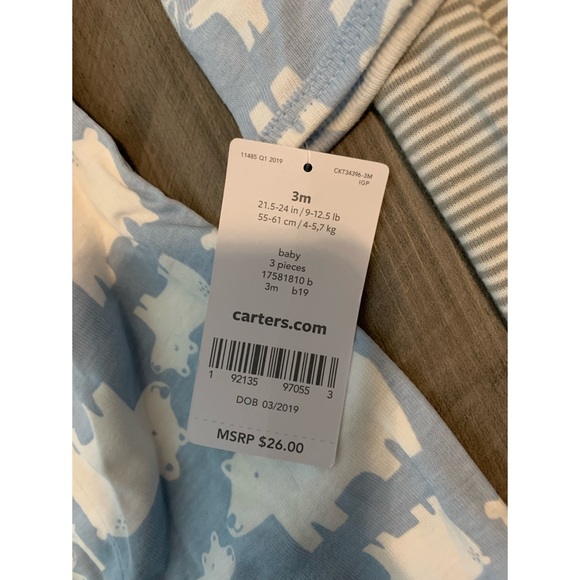 11485 Q1 2019
CKT34396-3M
IGP
3m
21.5-24 in / 9-12.5 lb
55-61 cm / 4-5,7 kg
baby
3 pieces
17581810 b
3m b19
carters.com
1 92135 97055 3
DOB 03/2019
MSRP $26.00